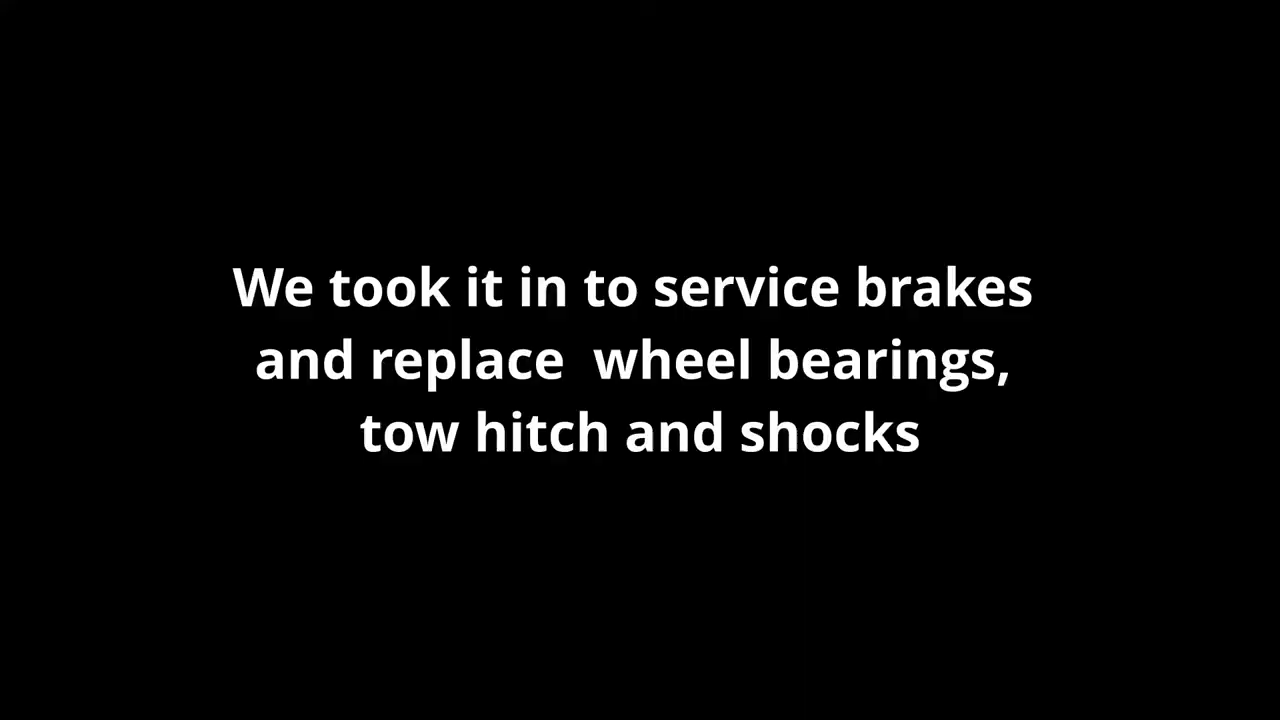 We took it in to service brakes
and replace  wheel bearings,
tow hitch and shocks